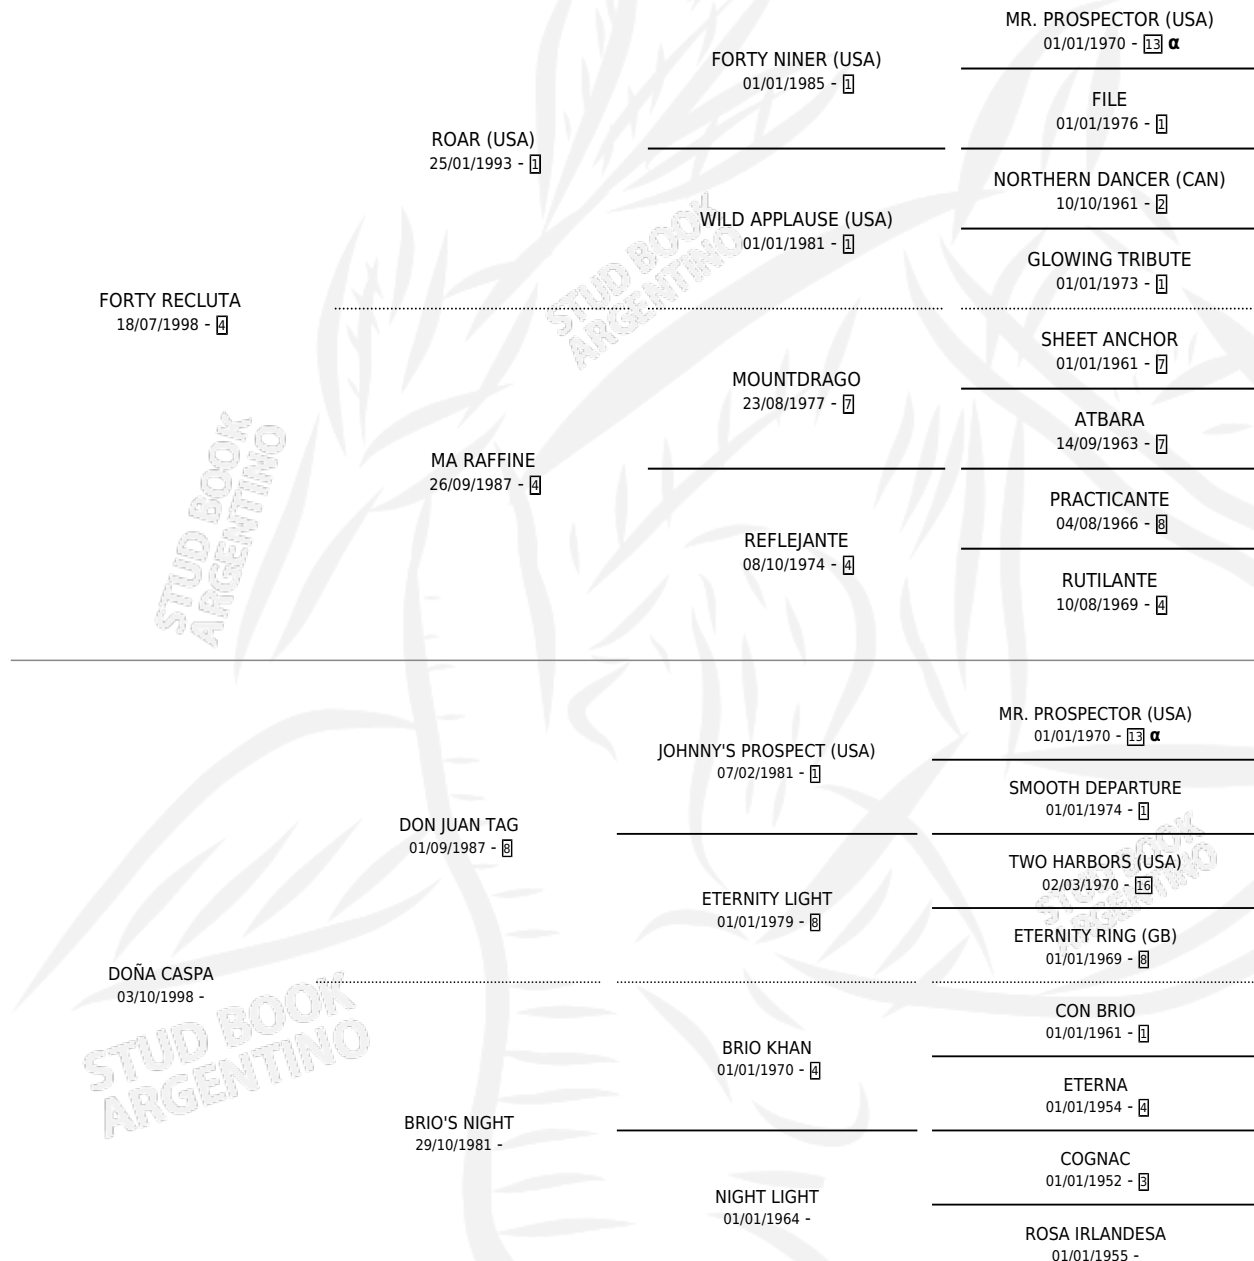 MR. PROSPECTOR (USA)
01/01/1970 - 13 α
FORTY NINER (USA)
01/01/1985 - 1
FILE
01/01/1976 - 1
ROAR (USA)
25/01/1993 - 1
NORTHERN DANCER (CAN)
10/10/1961 - 2
WILD APPLAUSE (USA)
01/01/1981 - 1
GLOWING TRIBUTE
01/01/1973 - 1
FORTY RECLUTA
18/07/1998 - 4
SHEET ANCHOR
01/01/1961 - 7
MOUNTDRAGO
23/08/1977 - 7
ATBARA
14/09/1963 - 7
MA RAFFINE
26/09/1987 - 4
PRACTICANTE
04/08/1966 - 8
REFLEJANTE
08/10/1974 - 4
RUTILANTE
10/08/1969 - 4
MR. PROSPECTOR (USA)
01/01/1970 - 13 α
JOHNNY'S PROSPECT (USA)
07/02/1981 - 1
SMOOTH DEPARTURE
01/01/1974 - 1
DON JUAN TAG
01/09/1987 - 8
TWO HARBORS (USA)
02/03/1970 - 16
ETERNITY LIGHT
01/01/1979 - 8
ETERNITY RING (GB)
01/01/1969 - 8
DOÑA CASPA
03/10/1998 -
CON BRIO
01/01/1961 - 1
BRIO KHAN
01/01/1970 - 4
ETERNA
01/01/1954 - 4
BRIO'S NIGHT
29/10/1981 -
COGNAC
01/01/1952 - 3
NIGHT LIGHT
01/01/1964 -
ROSA IRLANDESA
01/01/1955 -
STUD BOOK
ARGENTINO
STUD BOOK
ARGENTINO
STUD BOOK
ARGENTINO
STUD BOOK
ARGENTINO